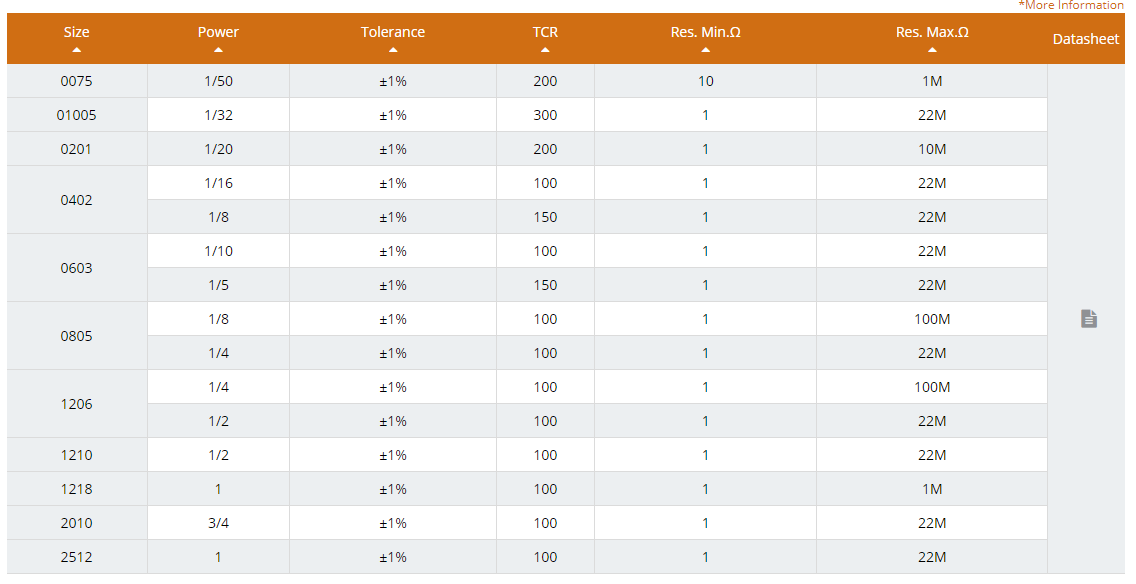 *More Information
Size Power Tolerance TCR Res. Min.Ω Res. Max.Ω Datasheet
0075 1/50 ±1% 200 10 1M
01005 1/32 ±1% 300 1 22M
0201 1/20 ±1% 200 1 10M
0402 1/16 ±1% 100 1 22M
1/8 ±1% 150 1 22M
0603 1/10 ±1% 100 1 22M
1/5 ±1% 150 1 22M
0805 1/8 ±1% 100 1 100M
1/4 ±1% 100 1 22M
1206 1/4 ±1% 100 1 100M
1/2 ±1% 100 1 22M
1210 1/2 ±1% 100 1 22M
1218 1 ±1% 100 1 1M
2010 3/4 ±1% 100 1 22M
2512 1 ±1% 100 1 22M